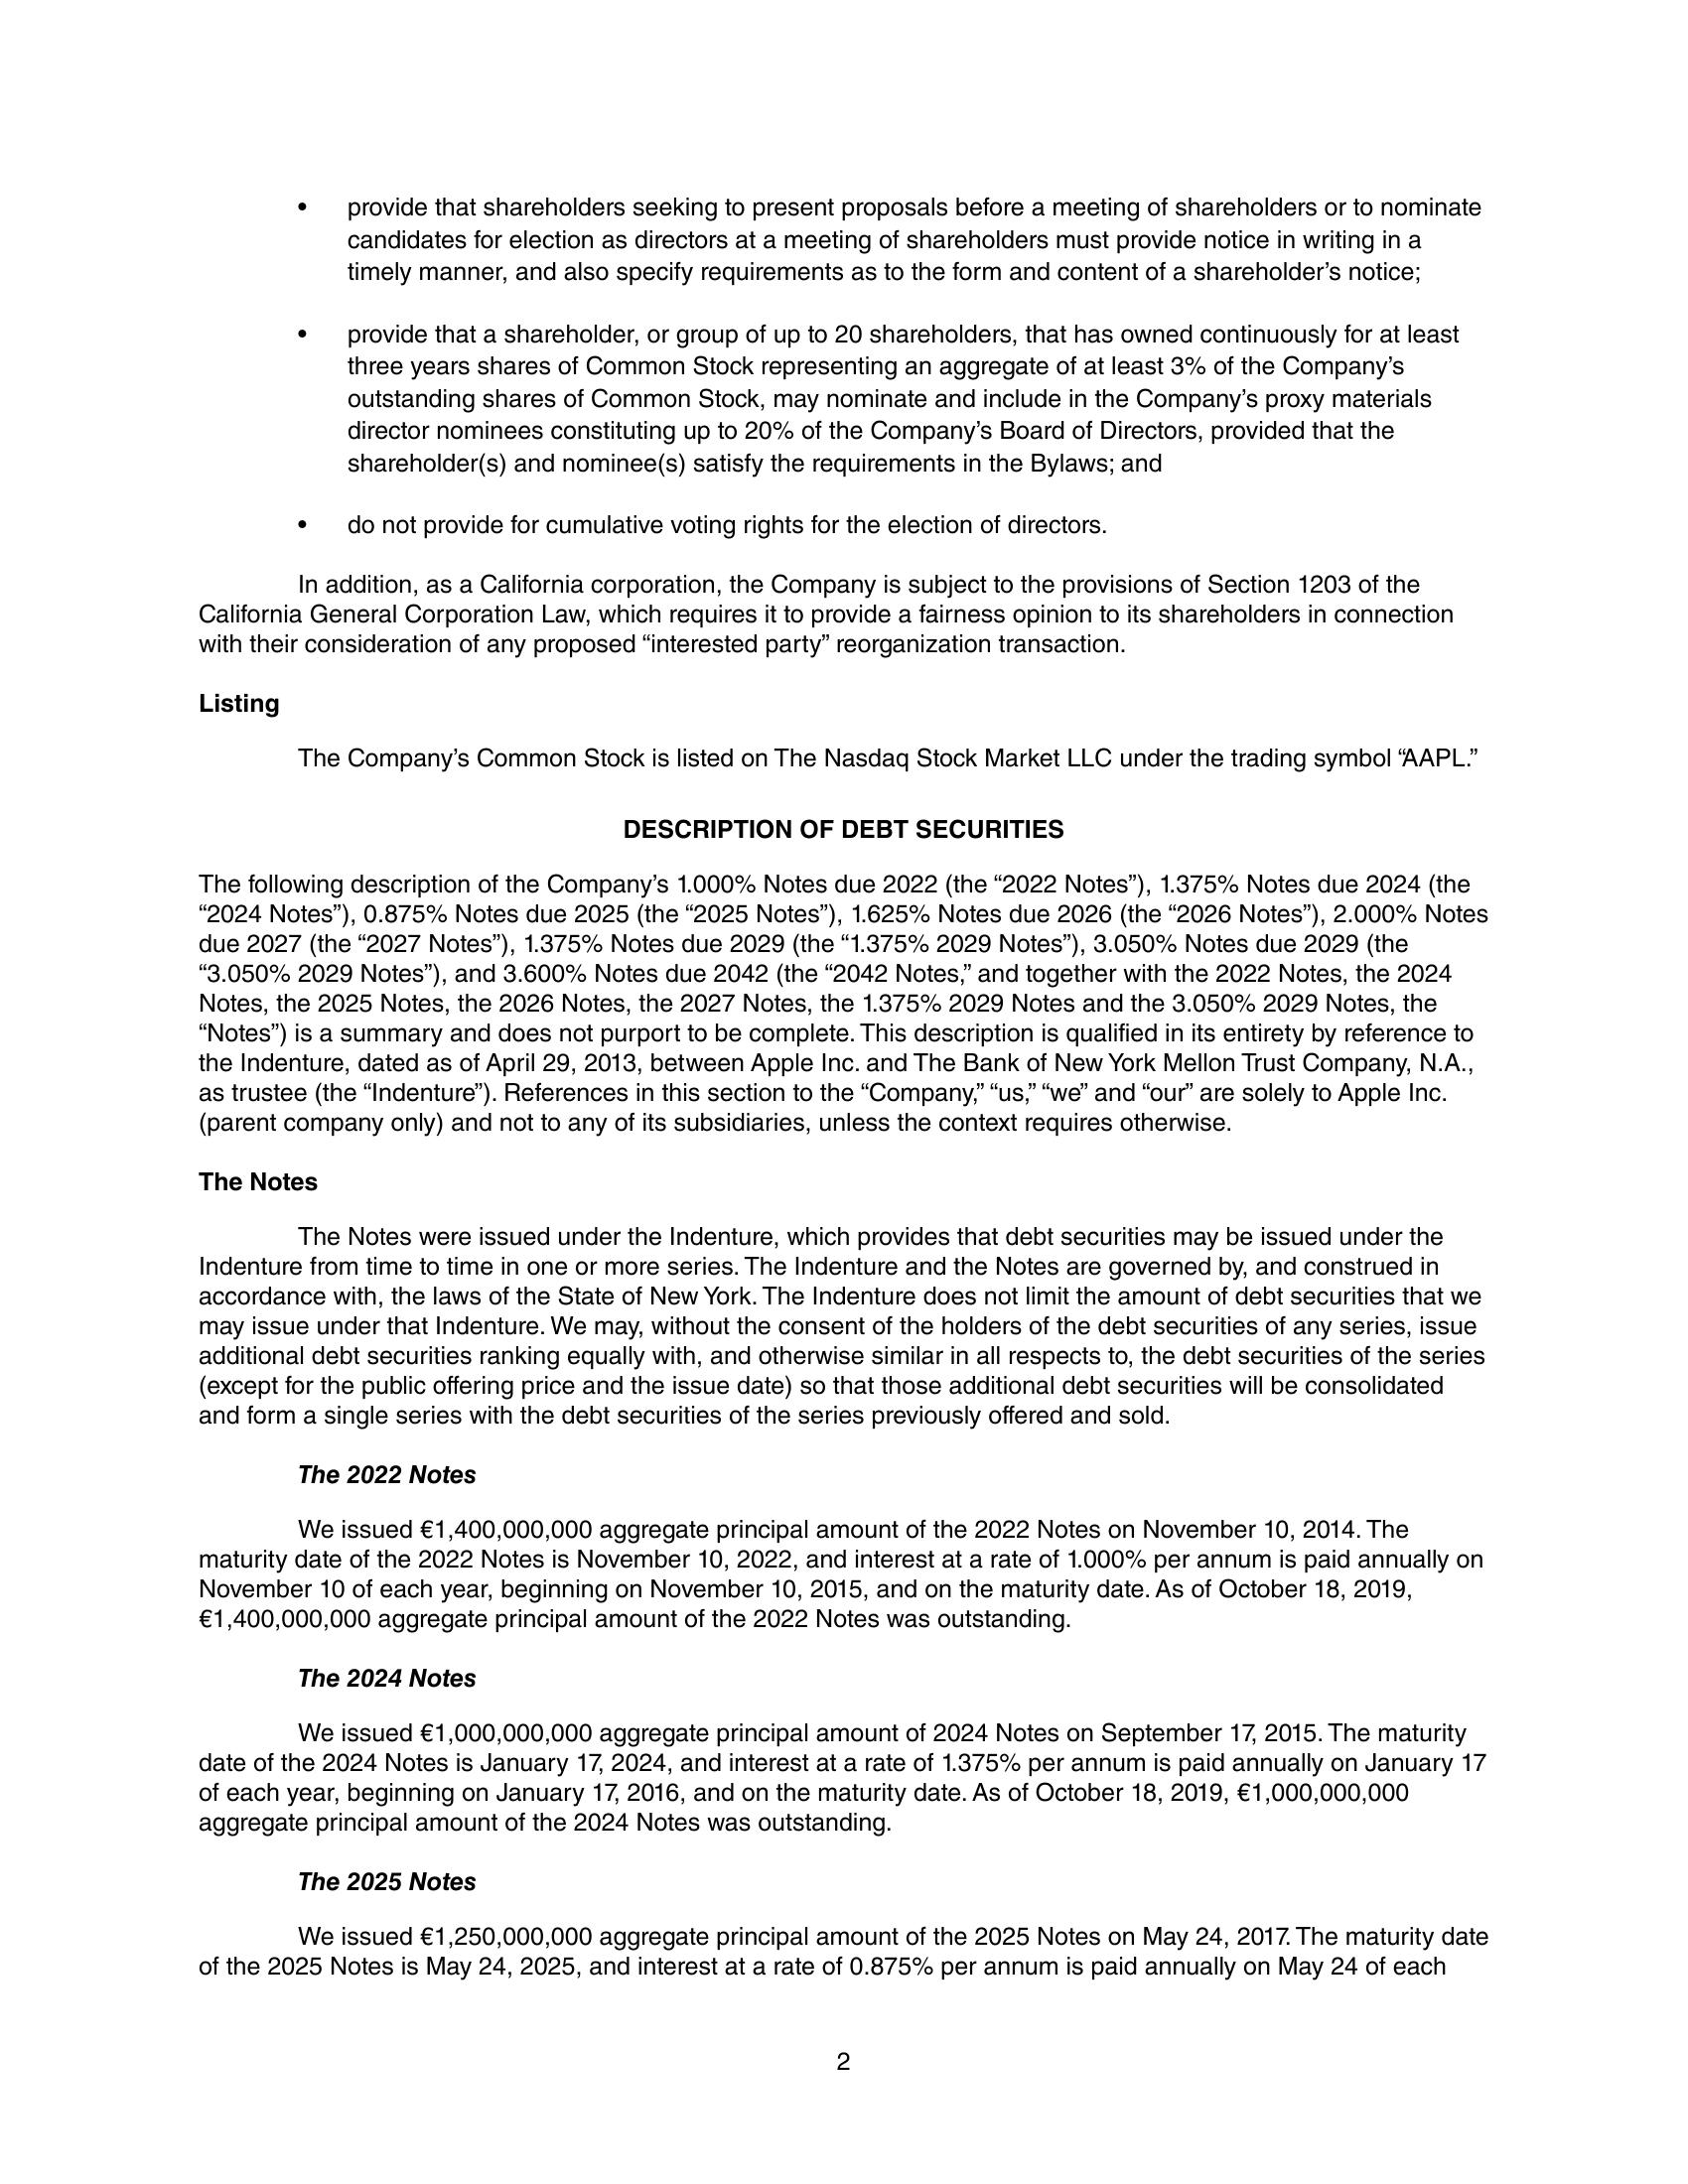 • provide that shareholders seeking to present proposals before a meeting of shareholders or to nominate
candidates for election as directors at a meeting of shareholders must provide notice in writing in a
timely manner, and also specify requirements as to the form and content of a shareholder’s notice;
• provide that a shareholder, or group of up to 20 shareholders, that has owned continuously for at least
three years shares of Common Stock representing an aggregate of at least 3% of the Company’s
outstanding shares of Common Stock, may nominate and include in the Company’s proxy materials
director nominees constituting up to 20% of the Company’s Board of Directors, provided that the
shareholder(s) and nominee(s) satisfy the requirements in the Bylaws; and
• do not provide for cumulative voting rights for the election of directors.
In addition, as a California corporation, the Company is subject to the provisions of Section 1203 of the
California General Corporation Law, which requires it to provide a fairness opinion to its shareholders in connection
with their consideration of any proposed “interested party” reorganization transaction.
Listing
The Company’s Common Stock is listed on The Nasdaq Stock Market LLC under the trading symbol “AAPL.”
DESCRIPTION OF DEBT SECURITIES
The following description of the Company’s 1.000% Notes due 2022 (the “2022 Notes”), 1.375% Notes due 2024 (the
“2024 Notes”), 0.875% Notes due 2025 (the “2025 Notes”), 1.625% Notes due 2026 (the “2026 Notes”), 2.000% Notes
due 2027 (the “2027 Notes”), 1.375% Notes due 2029 (the “1.375% 2029 Notes”), 3.050% Notes due 2029 (the
“3.050% 2029 Notes”), and 3.600% Notes due 2042 (the “2042 Notes,” and together with the 2022 Notes, the 2024
Notes, the 2025 Notes, the 2026 Notes, the 2027 Notes, the 1.375% 2029 Notes and the 3.050% 2029 Notes, the
“Notes”) is a summary and does not purport to be complete. This description is qualified in its entirety by reference to
the Indenture, dated as of April 29, 2013, between Apple Inc. and The Bank of New York Mellon Trust Company, N.A.,
as trustee (the “Indenture”). References in this section to the “Company,” “us,” “we” and “our” are solely to Apple Inc.
(parent company only) and not to any of its subsidiaries, unless the context requires otherwise.
The Notes
The Notes were issued under the Indenture, which provides that debt securities may be issued under the
Indenture from time to time in one or more series. The Indenture and the Notes are governed by, and construed in
accordance with, the laws of the State of New York. The Indenture does not limit the amount of debt securities that we
may issue under that Indenture. We may, without the consent of the holders of the debt securities of any series, issue
additional debt securities ranking equally with, and otherwise similar in all respects to, the debt securities of the series
(except for the public offering price and the issue date) so that those additional debt securities will be consolidated
and form a single series with the debt securities of the series previously offered and sold.
The 2022 Notes
We issued €1,400,000,000 aggregate principal amount of the 2022 Notes on November 10, 2014. The
maturity date of the 2022 Notes is November 10, 2022, and interest at a rate of 1.000% per annum is paid annually on
November 10 of each year, beginning on November 10, 2015, and on the maturity date. As of October 18, 2019,
€1,400,000,000 aggregate principal amount of the 2022 Notes was outstanding.
The 2024 Notes
We issued €1,000,000,000 aggregate principal amount of 2024 Notes on September 17, 2015. The maturity
date of the 2024 Notes is January 17, 2024, and interest at a rate of 1.375% per annum is paid annually on January 17
of each year, beginning on January 17, 2016, and on the maturity date. As of October 18, 2019, €1,000,000,000
aggregate principal amount of the 2024 Notes was outstanding.
The 2025 Notes
We issued €1,250,000,000 aggregate principal amount of the 2025 Notes on May 24, 2017. The maturity date
of the 2025 Notes is May 24, 2025, and interest at a rate of 0.875% per annum is paid annually on May 24 of each
2